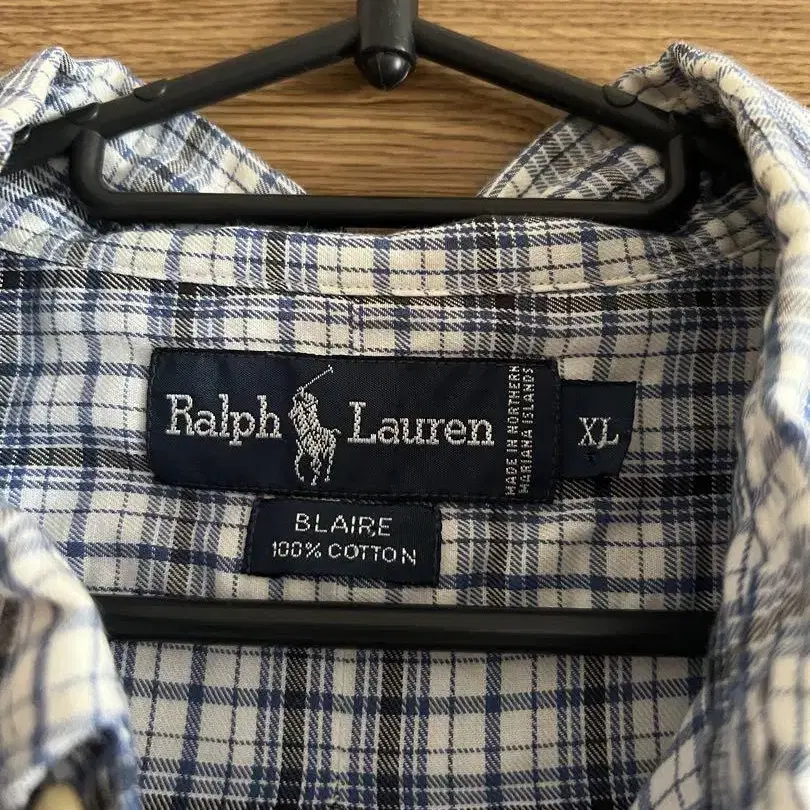 Ralph Lauren
MADE IN NORTHERN
MARIANA ISLANDS
XL
BLAIRE
100% COTTON